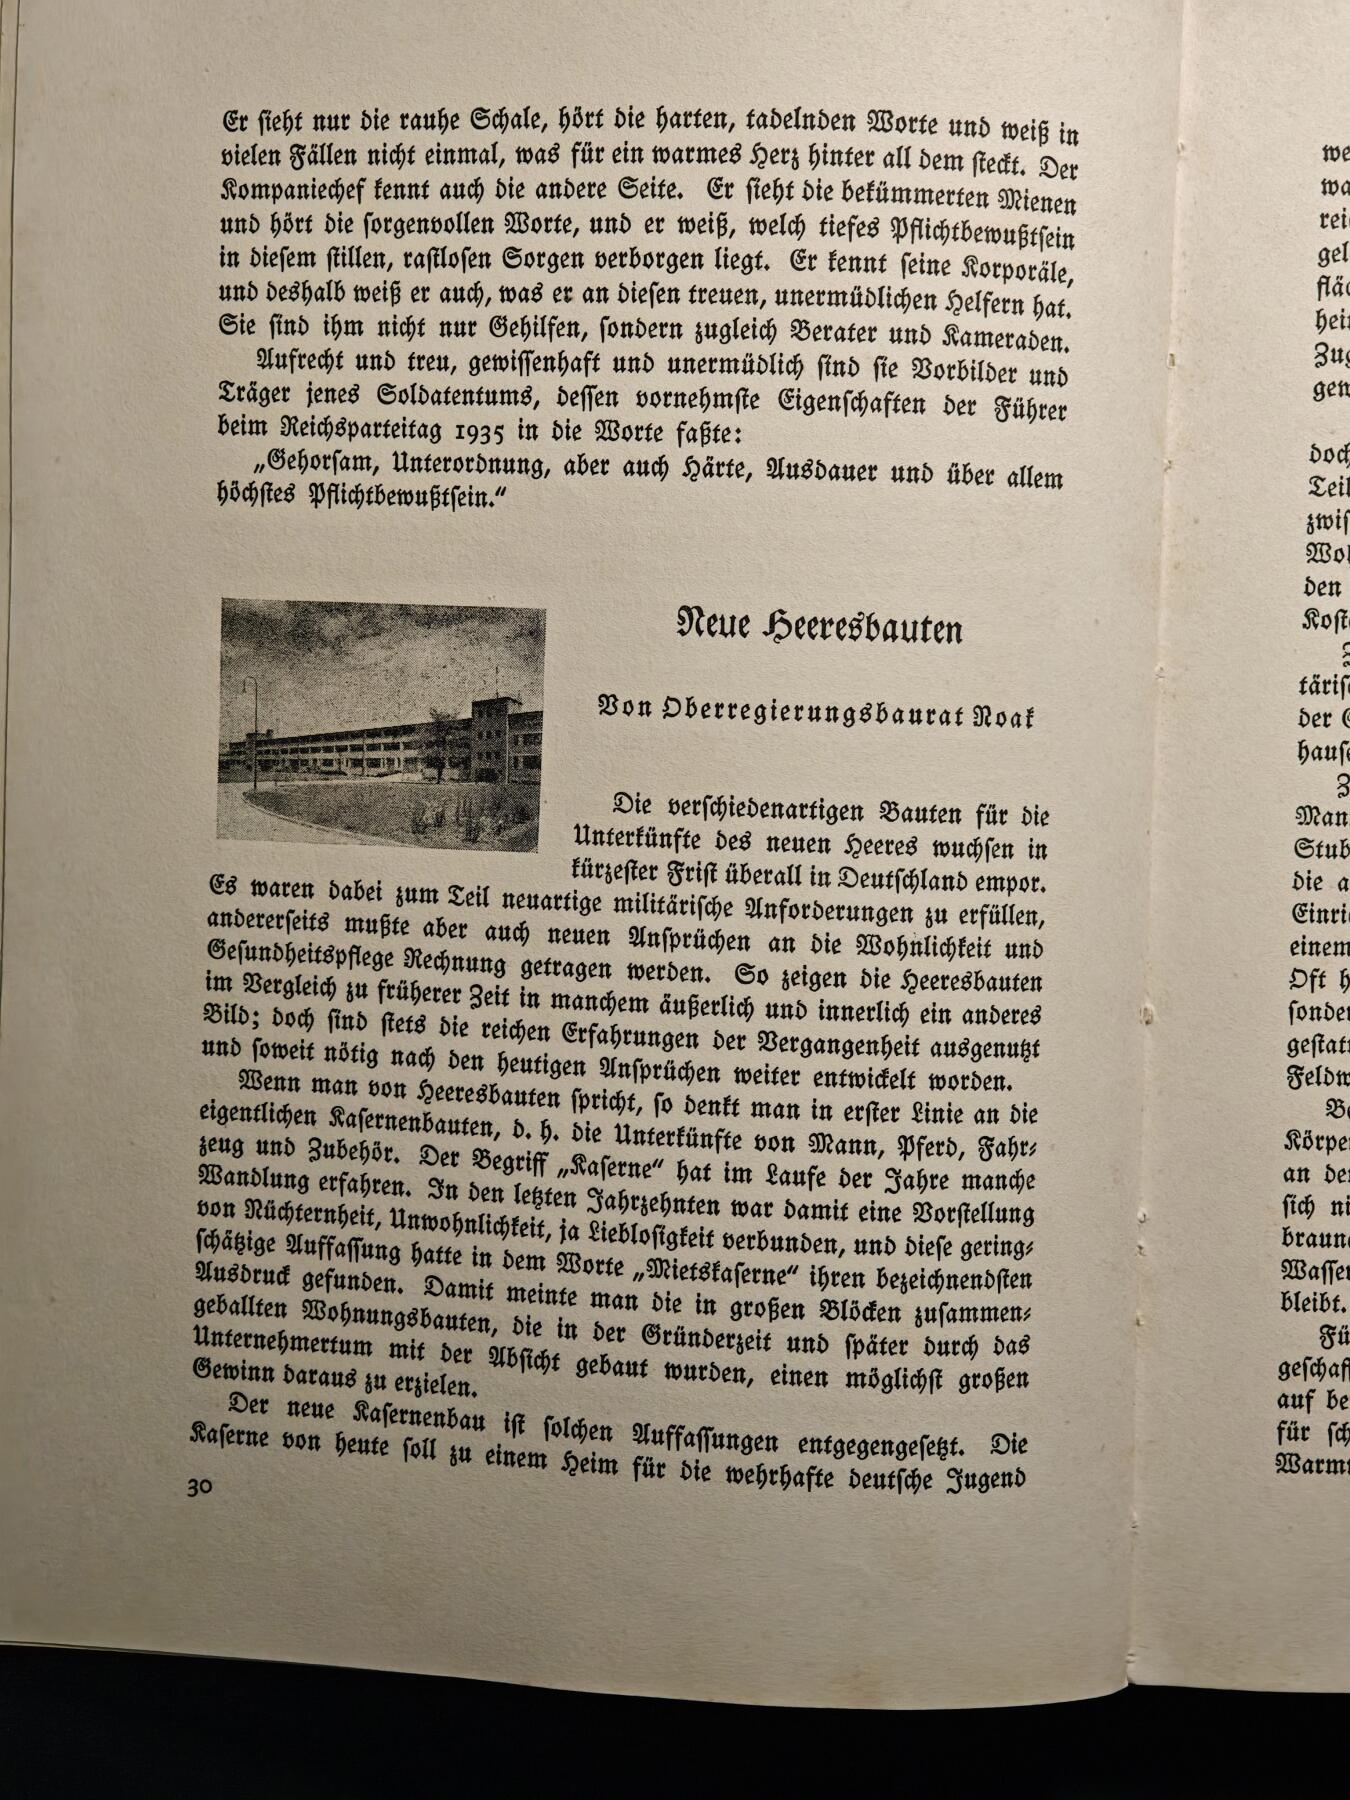 Er sieht nur die rauhe Schale, hört die harten, tadelnden Worte und weiß in
vielen Fällen nicht einmal, was für ein warmes Herz hinter all dem steckt. Der
Kompaniechef kennt auch die andere Seite. Er sieht die bekümmerten Mienen
und hört die sorgenvollen Worte, und er weiß, welch tiefes Pflichtbewußtsein
in diesem stillen, rastlosen Sorgen verborgen liegt. Er kennt seine Korporäle,
und deshalb weiß er auch, was er an diesen treuen, unermüdlichen Helfern hat.
Sie sind ihm nicht nur Gehilfen, sondern zugleich Berater und Kameraden.
Aufrecht und treu, gewissenhaft und unermüdlich sind sie Vorbilder und
Träger jenes Soldatentums, dessen vornehmste Eigenschaften der Führer
beim Reichsparteitag 1935 in die Worte faßte:
„Gehorsam, Unterordnung, aber auch Härte, Ausdauer und über allem
höchstes Pflichtbewußtsein.“
Neue Heeresbauten
Von Oberregierungsbaurat Noak
Die verschiedenartigen Bauten für die
Unterkünfte des neuen Heeres wuchsen in
kürzester Frist überall in Deutschland empor.
Es waren dabei zum Teil neuartige militärische Anforderungen zu erfüllen,
andererseits mußte aber auch neuen Ansprüchen an die Wohnlichkeit und
Gesundheitspflege Rechnung getragen werden. So zeigen die Heeresbauten
im Vergleich zu früherer Zeit in manchem äußerlich und innerlich ein anderes
Bild; doch sind stets die reichen Erfahrungen der Vergangenheit ausgenutzt
und soweit nötig nach den heutigen Ansprüchen weiter entwickelt worden.
Wenn man von Heeresbauten spricht, so denkt man in erster Linie an die
eigentlichen Kasernenbauten, d. h. die Unterkünfte von Mann, Pferd, Fahr-
zeug und Zubehör. Der Begriff „Kaserne“ hat im Laufe der Jahre manche
Wandlung erfahren. In den letzten Jahrzehnten war damit eine Vorstellung
von Nüchternheit, Unwohnlichkeit, ja Lieblosigkeit verbunden, und diese gering-
schätzige Auffassung hatte in dem Worte „Mietskaserne“ ihren bezeichnendsten
Ausdruck gefunden. Damit meinte man die in großen Blöcken zusammen-
geballten Wohnungsbauten, die in der Gründerzeit und später durch das
Unternehmertum mit der Absicht gebaut wurden, einen möglichst großen
Gewinn daraus zu erzielen.
Der neue Kasernenbau ist solchen Auffassungen entgegengesetzt. Die
Kaserne von heute soll zu einem Heim für die wehrhafte deutsche Jugend
30